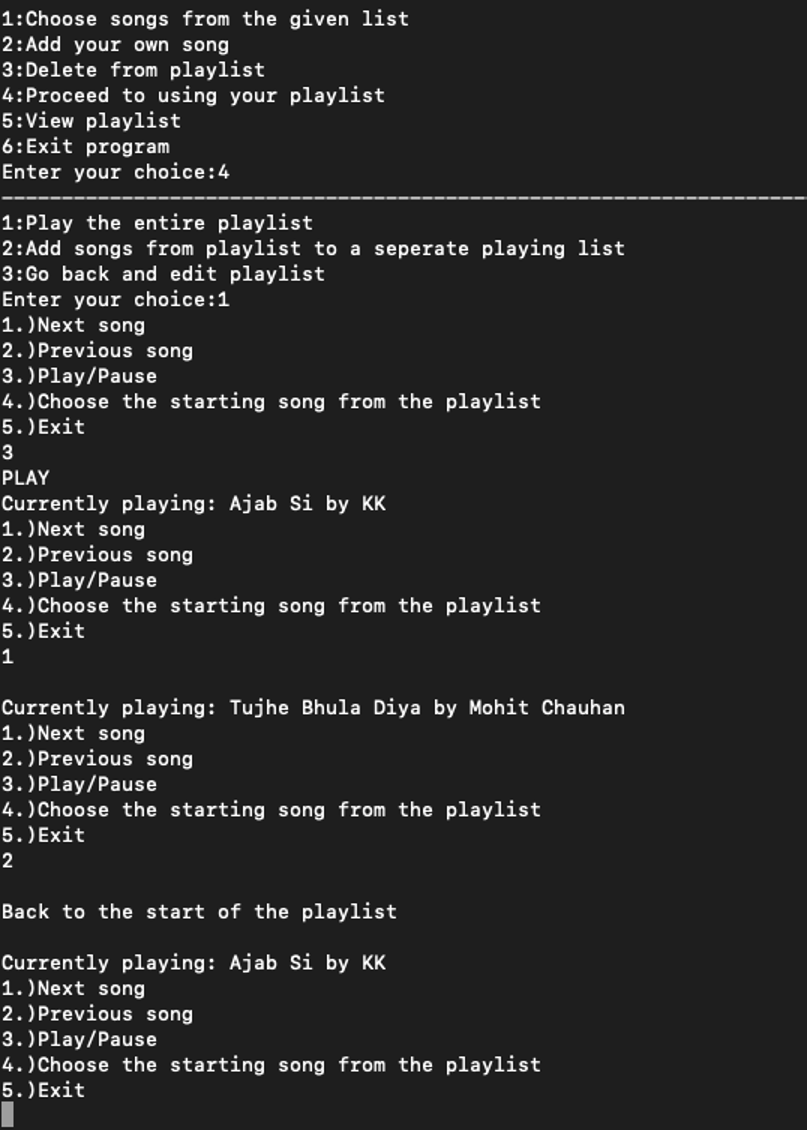 1:Choose songs from the given list
2:Add your own song
3:Delete from playlist
4:Proceed to using your playlist
5:View playlist
6:Exit program
Enter your choice:4
--------------------------------------------------------------------
1:Play the entire playlist
2:Add songs from playlist to a seperate playing list
3:Go back and edit playlist
Enter your choice:1
1.)Next song
2.)Previous song
3.)Play/Pause
4.)Choose the starting song from the playlist
5.)Exit
3
PLAY
Currently playing: Ajab Si by KK
1.)Next song
2.)Previous song
3.)Play/Pause
4.)Choose the starting song from the playlist
5.)Exit
1
Currently playing: Tujhe Bhula Diya by Mohit Chauhan
1.)Next song
2.)Previous song
3.)Play/Pause
4.)Choose the starting song from the playlist
5.)Exit
2
Back to the start of the playlist
Currently playing: Ajab Si by KK
1.)Next song
2.)Previous song
3.)Play/Pause
4.)Choose the starting song from the playlist
5.)Exit